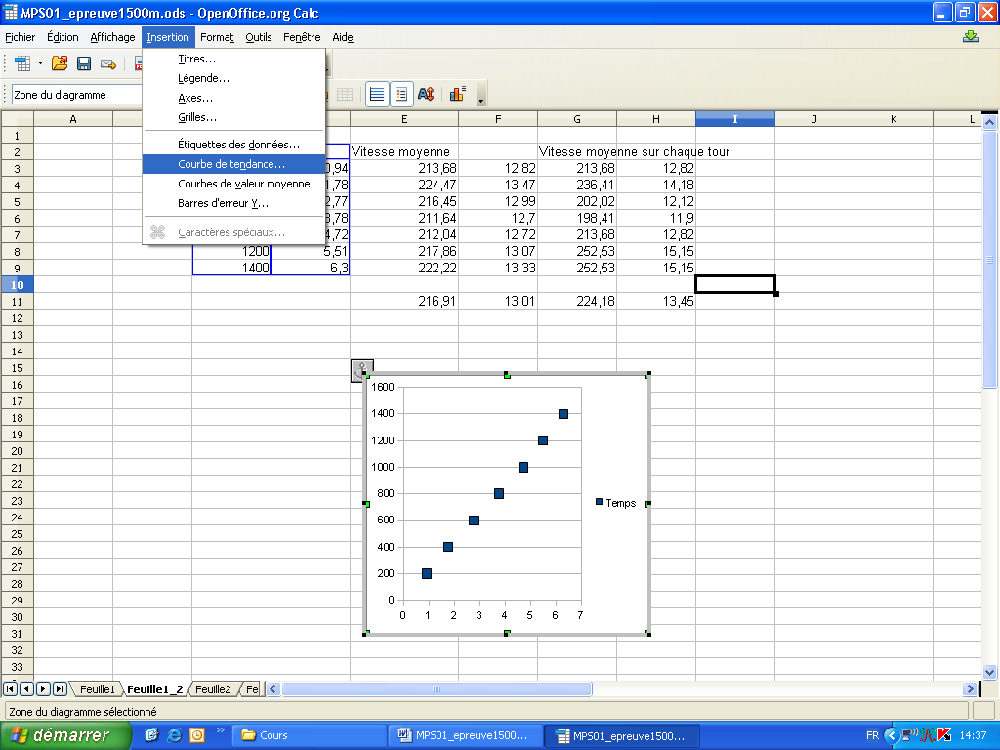 MPS01_epreuve1500m.ods - OpenOffice.org Calc
Fichier Édition Affichage Insertion Format Outils Fenêtre Aide
Titres...
Légende...
Axes...
Grilles...
Étiquettes des données...
Courbe de tendance...
Courbes de valeur moyenne
Barres d'erreur Y...
Caractères spéciaux...
Zone du diagramme
A E F G H I J K L
1
2 Vitesse moyenne Vitesse moyenne sur chaque tour
3 0,94 213,68 12,82 213,68 12,82
4 ,78 224,47 13,47 236,41 14,18
5 2,77 216,45 12,99 202,02 12,12
6 3,78 211,64 12,7 198,41 11,9
7 4,72 212,04 12,72 213,68 12,82
8 1200 5,51 217,86 13,07 252,53 15,15
9 1400 6,3 222,22 13,33 252,53 15,15
10
11 216,91 13,01 224,18 13,45
12
13
14
15
16
17
18
19
20
21
22
23
24
25
26
27
28
29
30
31
32
33
1600
1400
1200
1000
800
600
400
200
0
0 1 2 3 4 5 6 7
Temps
Feuille1 Feuille1_2 Feuille2 Fe
Zone du diagramme sélectionné
démarrer Cours MPS01_epreuve1500... MPS01_epreuve1500... FR 14:37